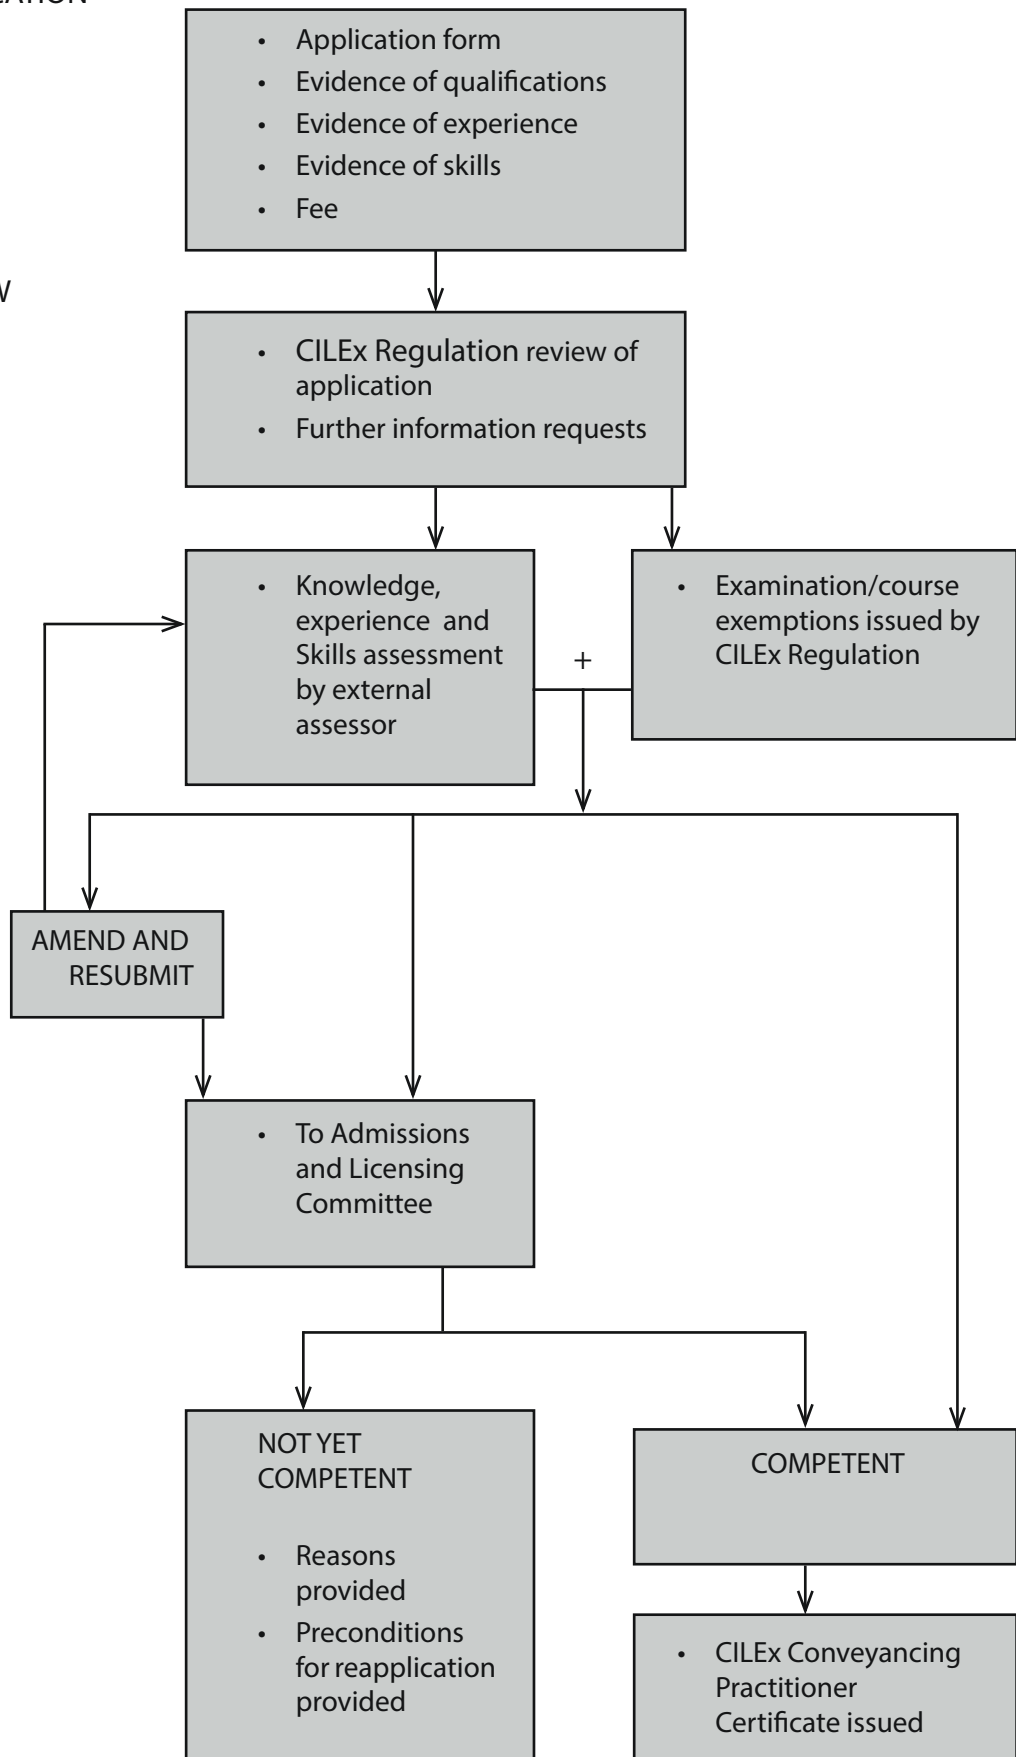 • Application form
• Evidence of qualifications
• Evidence of experience
• Evidence of skills
• Fee
• CILEx Regulation review of
application
• Further information requests
• Knowledge,
experience and
Skills assessment
by external
assessor
+
• Examination/course
exemptions issued by
CILEx Regulation
AMEND AND
RESUBMIT
• To Admissions
and Licensing
Committee
NOT YET
COMPETENT
• Reasons
provided
• Preconditions
for reapplication
provided
COMPETENT
• CILEx Conveyancing
Practitioner
Certificate issued